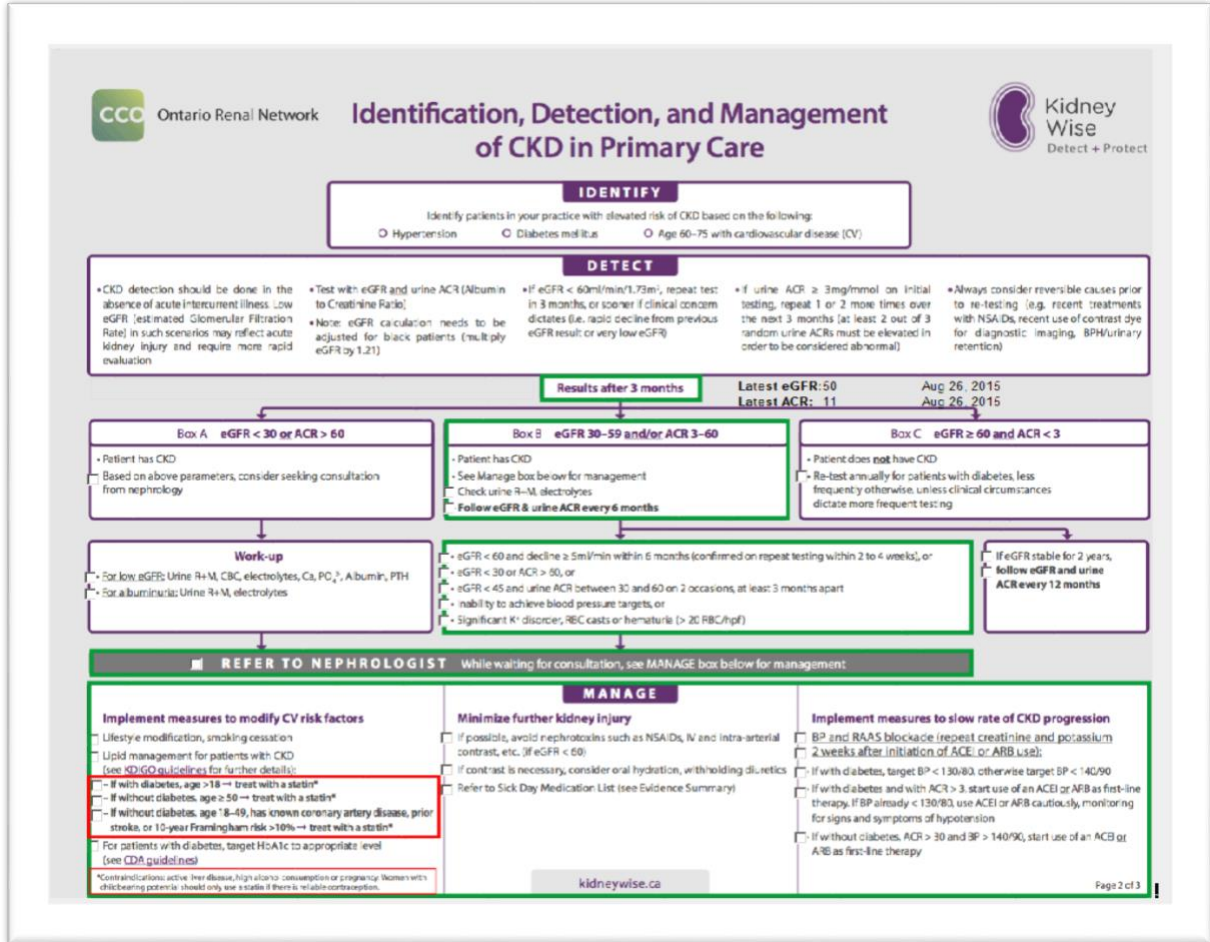 CCO Ontario Renal Network
Identification, Detection, and Management
of CKD in Primary Care
Kidney
Wise
Detect + Protect
IDENTIFY
Identify patients in your practice with elevated risk of CKD based on the following:
Hypertension Diabetes mellitus Age 60–75 with cardiovascular disease (CV)
DETECT
• CKD detection should be done in the
absence of acute intercurrent illness. Low
eGFR (estimated Glomerular Filtration
Rate) in such scenarios may reflect acute
kidney injury and require more rapid
evaluation
• Test with eGFR and urine ACR (Albumin
to Creatinine Ratio)
• Note: eGFR calculation needs to be
adjusted for black patients (multiply
eGFR by 1.21)
• If eGFR < 60ml/min/1.73m², repeat test
in 3 months, or sooner if clinical concern
dictates (i.e. rapid decline from previous
eGFR result or very low eGFR)
• If urine ACR ≥ 3mg/mmol on initial
testing, repeat 1 or 2 more times over
the next 3 months (at least 2 out of 3
random urine ACRs must be elevated in
order to be considered abnormal)
• Always consider reversible causes prior
to re-testing (e.g. recent treatments
with NSAIDs, recent use of contrast dye
for diagnostic imaging, BPH/urinary
retention)
Results after 3 months
Latest eGFR:50 Aug 26, 2015
Latest ACR: 11 Aug 26, 2015
Box A eGFR < 30 or ACR > 60
• Patient has CKD
Based on above parameters, consider seeking consultation
from nephrology
Box B eGFR 30–59 and/or ACR 3–60
• Patient has CKD
• See Manage box below for management
Check urine R+M, electrolytes
Follow eGFR & urine ACR every 6 months
Box C eGFR ≥ 60 and ACR < 3
• Patient does not have CKD
• Re-test annually for patients with diabetes, less
frequently otherwise, unless clinical circumstances
dictate more frequent testing
Work-up
• For low eGFR: Urine R+M, CBC, electrolytes, Ca, PO₄³⁻, Albumin, PTH
• For albuminuria: Urine R+M, electrolytes
• eGFR < 60 and decline ≥ 5ml/min within 6 months (confirmed on repeat testing within 2 to 4 weeks), or
• eGFR < 30 or ACR > 60, or
• eGFR < 45 and urine ACR between 30 and 60 on 2 occasions, at least 3 months apart
• Inability to achieve blood pressure targets, or
• Significant K⁺ disorder, RBC casts or hematuria (> 20 RBC/hpf)
If eGFR stable for 2 years,
follow eGFR and urine
ACR every 12 months
REFER TO NEPHROLOGIST While waiting for consultation, see MANAGE box below for management
MANAGE
Implement measures to modify CV risk factors
Lifestyle modification, smoking cessation
Lipid management for patients with CKD
(see KDIGO guidelines for further details):
– If with diabetes, age >18 → treat with a statin*
– If without diabetes, age ≥ 50 → treat with a statin*
– If without diabetes, age 18–49, has known coronary artery disease, prior
stroke, or 10-year Framingham risk >10% → treat with a statin*
For patients with diabetes, target HbA1c to appropriate level
(see CDA guidelines)
*Contraindications: active liver disease, high alcohol consumption or pregnancy. Women with
childbearing potential should only use a statin if there is reliable contraception.
Minimize further kidney injury
If possible, avoid nephrotoxins such as NSAIDs, IV and intra-arterial
contrast, etc. (if eGFR < 60)
If contrast is necessary, consider oral hydration, withholding diuretics
Refer to Sick Day Medication List (see Evidence Summary)
kidneywise.ca
Implement measures to slow rate of CKD progression
BP and RAAS blockade (repeat creatinine and potassium
2 weeks after initiation of ACEI or ARB use):
• If with diabetes, target BP < 130/80, otherwise target BP < 140/90
• If with diabetes and with ACR > 3, start use of an ACEI or ARB as first-line
therapy. If BP already < 130/80, use ACEI or ARB cautiously, monitoring
for signs and symptoms of hypotension
• If without diabetes, ACR > 30 and BP > 140/90, start use of an ACEI or
ARB as first-line therapy
Page 2 of 3
!